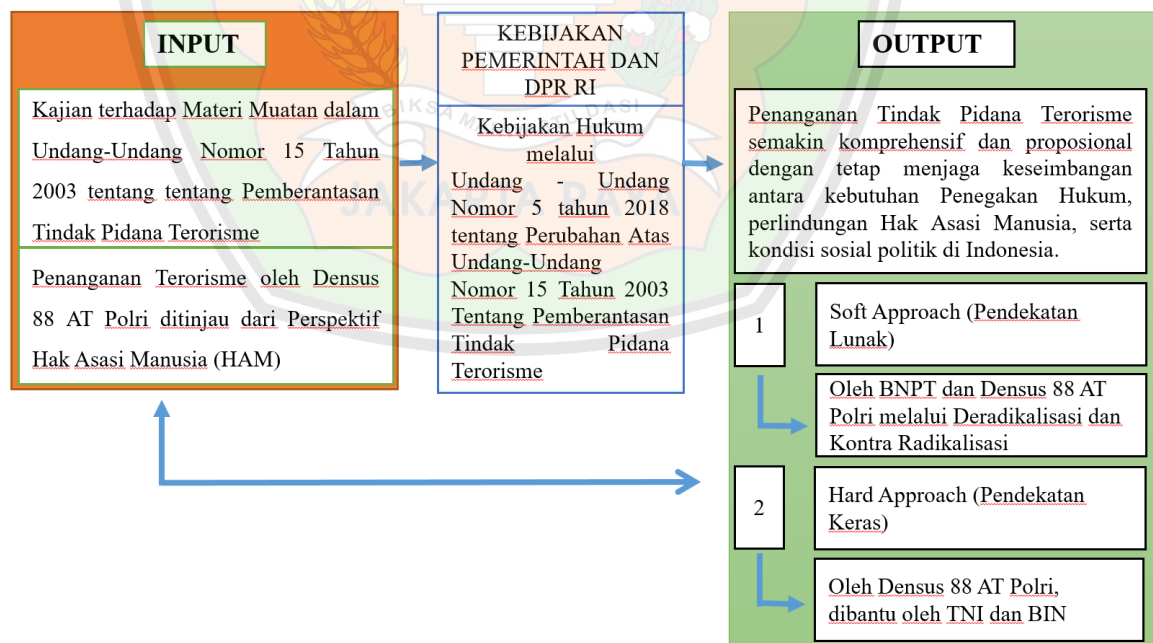 INPUT
Kajian terhadap Materi Muatan dalam
Undang-Undang Nomor 15 Tahun
2003 tentang tentang Pemberantasan
Tindak Pidana Terorisme
Penanganan Terorisme oleh Densus
88 AT Polri ditinjau dari Perspektif
Hak Asasi Manusia (HAM)
KEBIJAKAN
PEMERINTAH DAN
DPR RI
Kebijakan Hukum
melalui
Undang - Undang
Nomor 5 tahun 2018
tentang Perubahan Atas
Undang-Undang
Nomor 15 Tahun 2003
Tentang Pemberantasan
Tindak Pidana
Terorisme
OUTPUT
Penanganan Tindak Pidana Terorisme
semakin komprehensif dan proposional
dengan tetap menjaga keseimbangan
antara kebutuhan Penegakan Hukum,
perlindungan Hak Asasi Manusia, serta
kondisi sosial politik di Indonesia.
1
Soft Approach (Pendekatan
Lunak)
Oleh BNPT dan Densus 88 AT
Polri melalui Deradikalisasi dan
Kontra Radikalisasi
2
Hard Approach (Pendekatan
Keras)
Oleh Densus 88 AT Polri,
dibantu oleh TNI dan BIN
JAKARTA RAYA